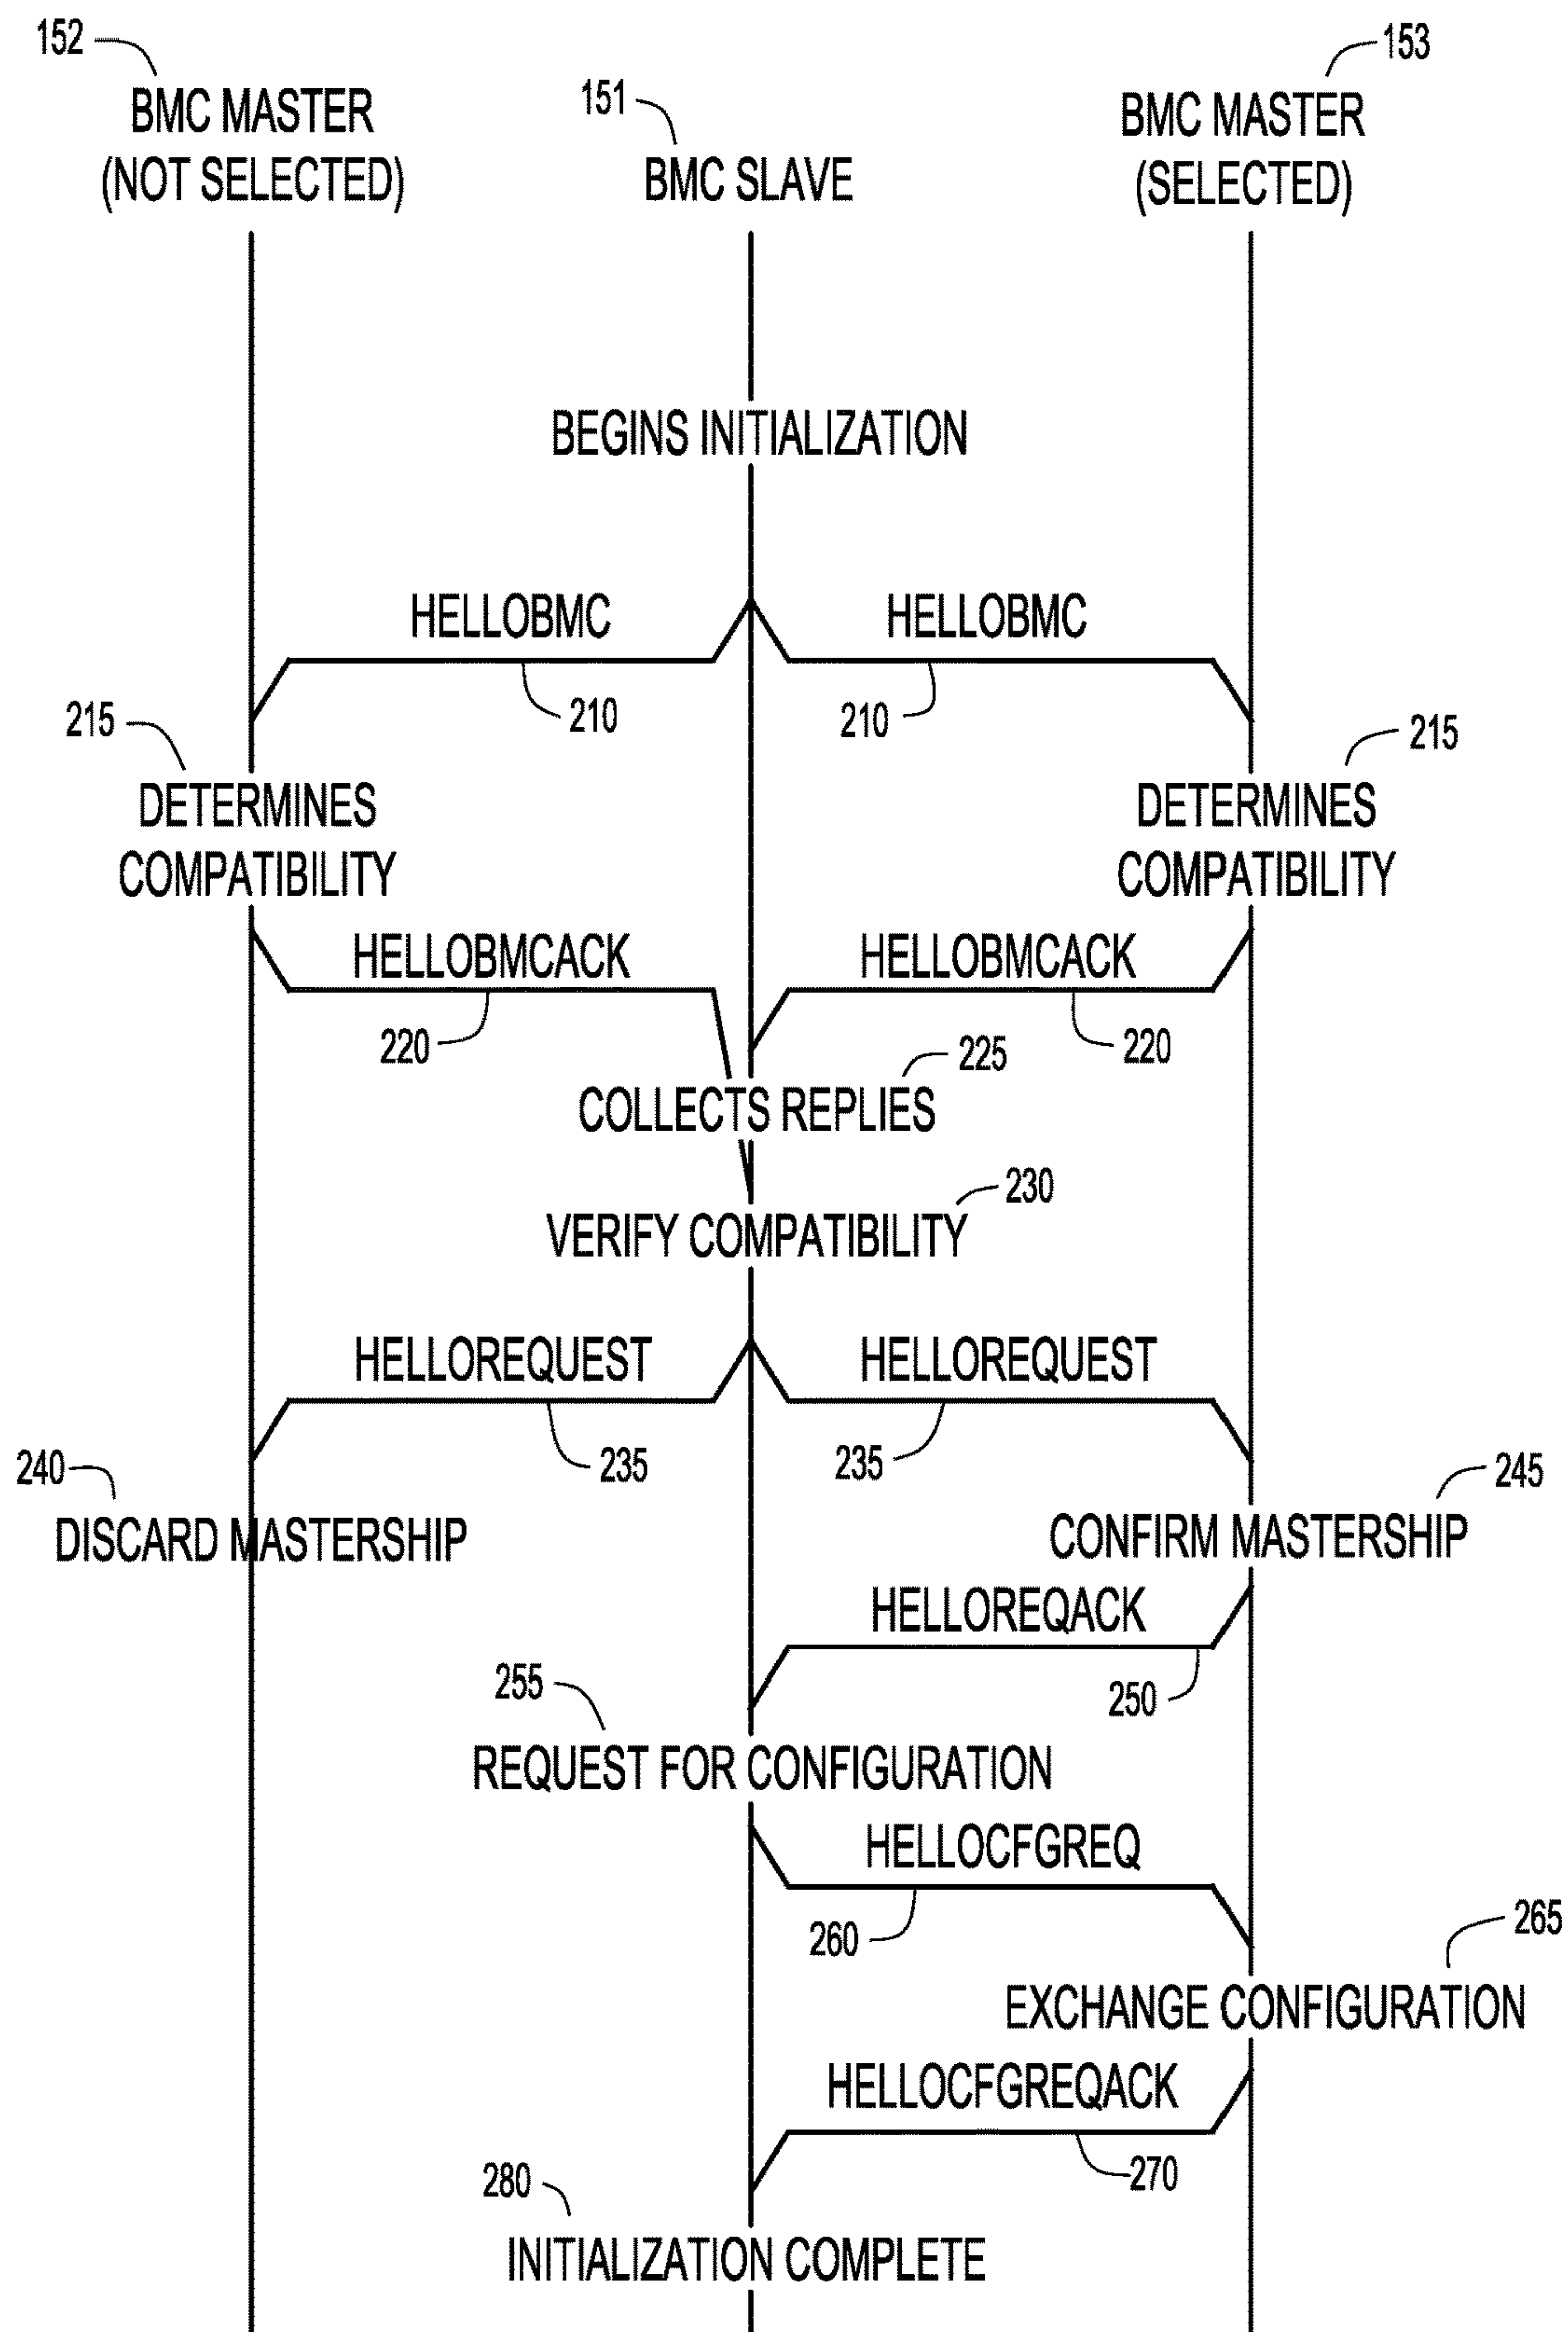 152
BMC MASTER
(NOT SELECTED)
151
BMC SLAVE
153
BMC MASTER
(SELECTED)
BEGINS INITIALIZATION
HELLOBMC
HELLOBMC
210
210
215
DETERMINES
COMPATIBILITY
215
DETERMINES
COMPATIBILITY
HELLOBMCACK
HELLOBMCACK
220
220
225
COLLECTS REPLIES
230
VERIFY COMPATIBILITY
HELLOREQUEST
HELLOREQUEST
235
235
240
DISCARD MASTERSHIP
245
CONFIRM MASTERSHIP
HELLOREQACK
250
255
REQUEST FOR CONFIGURATION
HELLOCFGREQ
260
265
EXCHANGE CONFIGURATION
HELLOCFGREQACK
270
280
INITIALIZATION COMPLETE